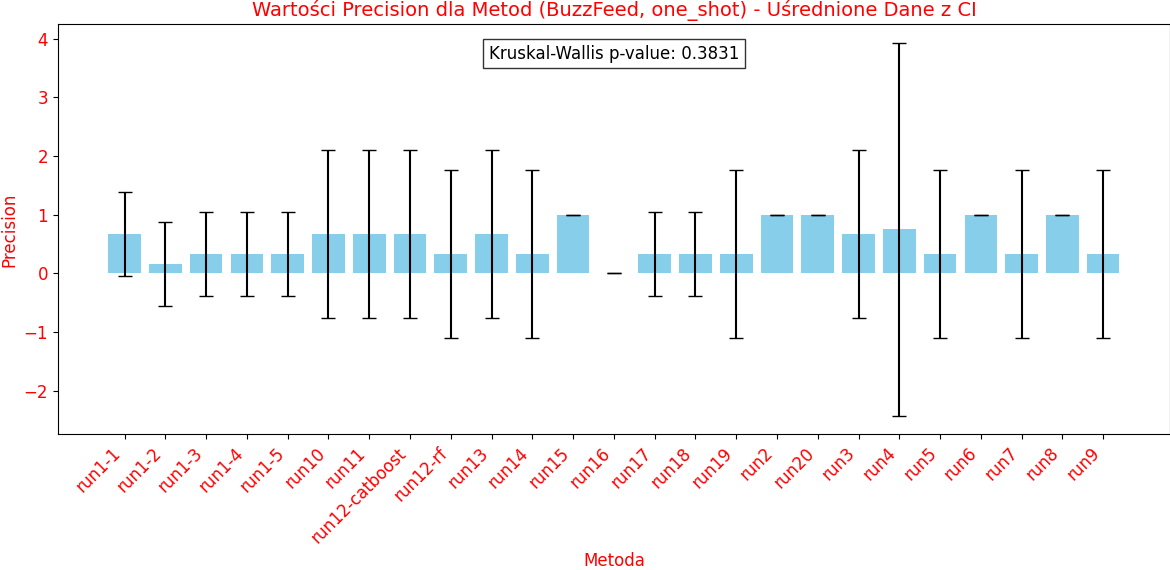 Wartości Precision dla Metod (BuzzFeed, one_shot) - Uśrednione Dane z CI
Kruskal-Wallis p-value: 0.3831
Precision
4
3
2
1
0
−1
−2
run1-1
run1-2
run1-3
run1-4
run1-5
run10
run11
run12-catboost
run12-rf
run13
run14
run15
run16
run17
run18
run19
run2
run20
run3
run4
run5
run6
run7
run8
run9
Metoda